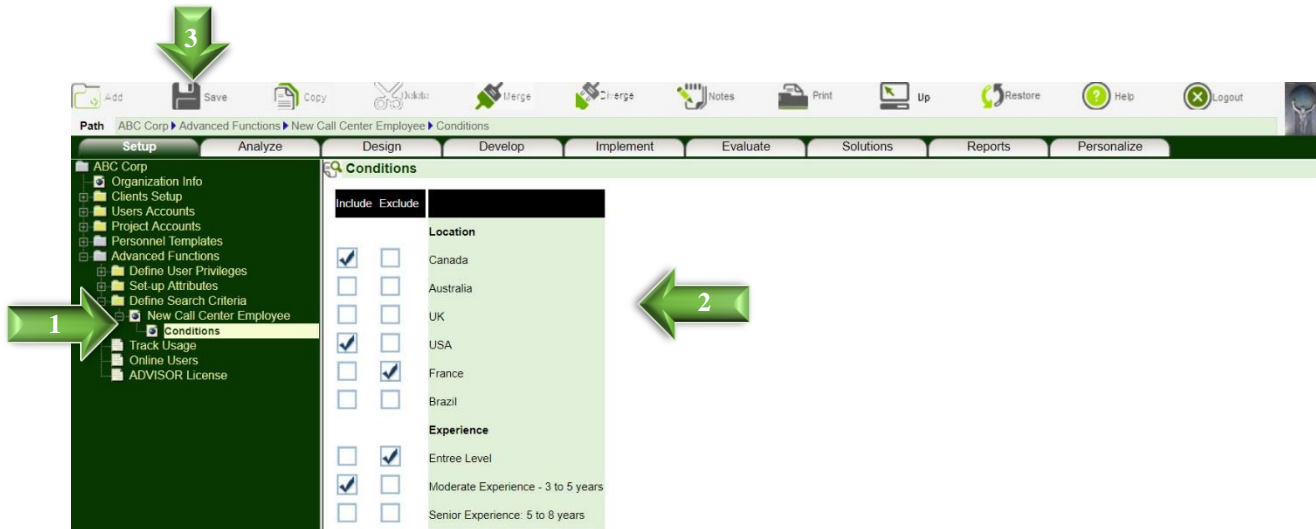 3
Add Save Copy Delete Merge Diverge Notes Print Up Restore Help Logout
Path ABC Corp Advanced Functions New Call Center Employee Conditions
Setup Analyze Design Develop Implement Evaluate Solutions Reports Personalize
ABC Corp
Organization Info
Clients Setup
Users Accounts
Project Accounts
Personnel Templates
Advanced Functions
Define User Privileges
Set-up Attributes
Define Search Criteria
New Call Center Employee
Conditions
Track Usage
Online Users
ADVISOR License
1
Conditions
Include Exclude
Location
Canada
Australia
UK
USA
France
Brazil
Experience
Entree Level
Moderate Experience - 3 to 5 years
Senior Experience: 5 to 8 years
2